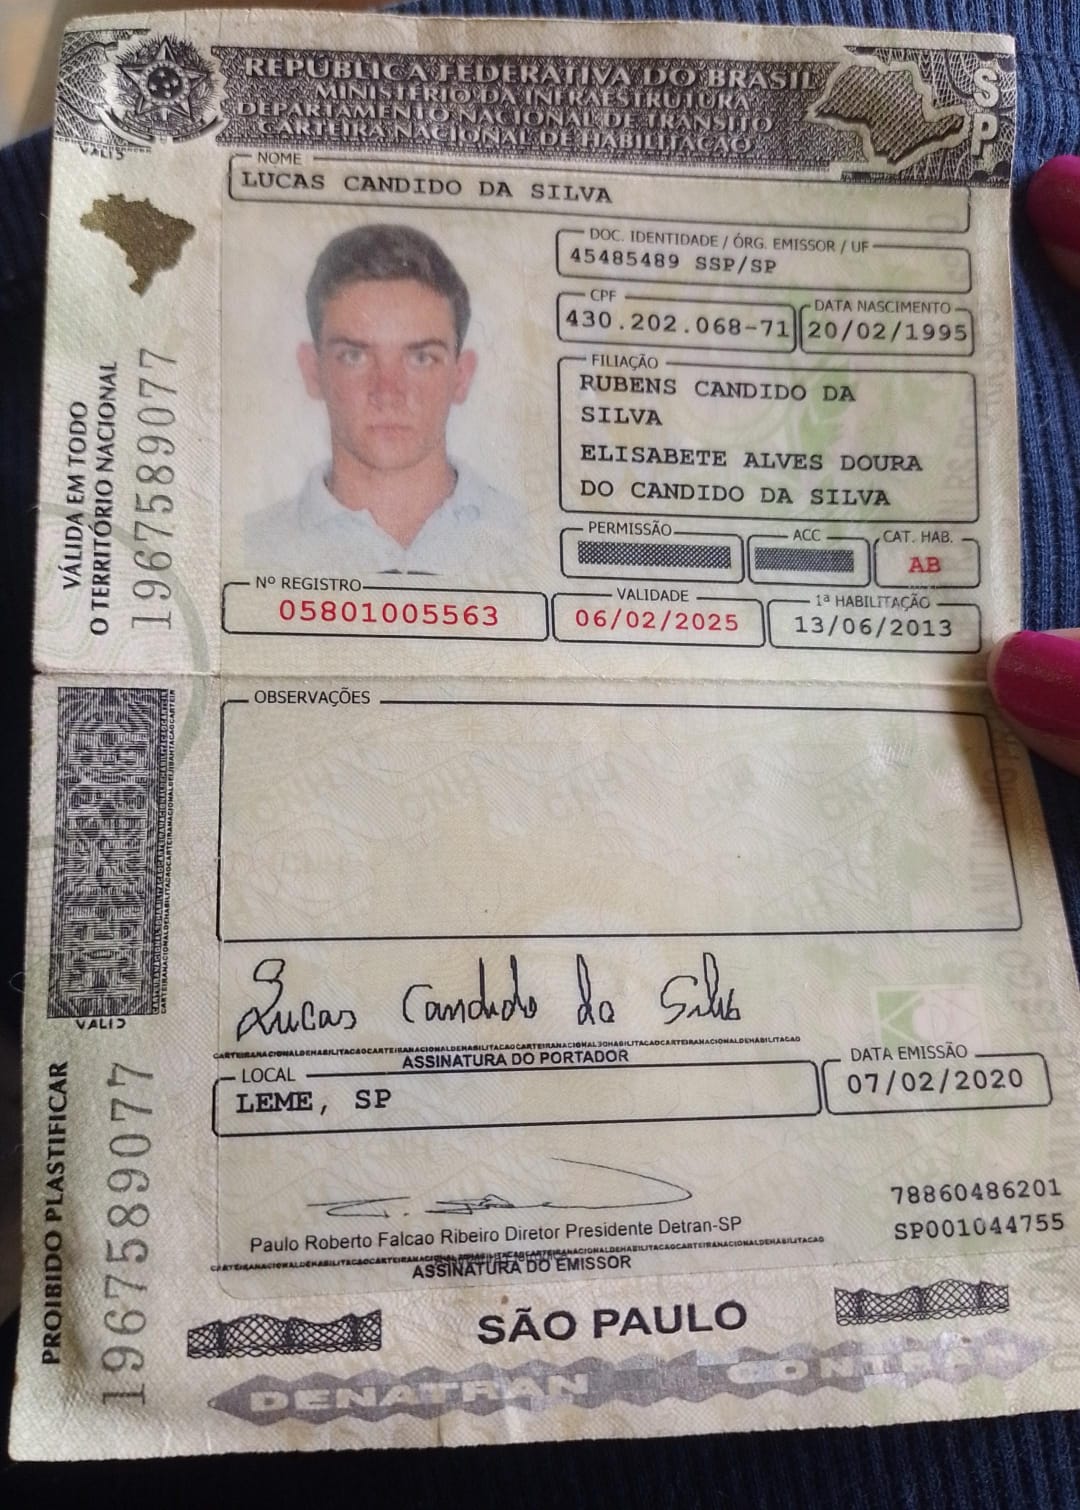 REPÚBLICA FEDERATIVA DO BRASIL
MINISTÉRIO DA INFRAESTRUTURA
DEPARTAMENTO NACIONAL DE TRÂNSITO
CARTEIRA NACIONAL DE HABILITAÇÃO
SP
NOME
LUCAS CANDIDO DA SILVA
DOC. IDENTIDADE / ÓRG. EMISSOR / UF
45485489 SSP/SP
CPF
430.202.068-71
DATA NASCIMENTO
20/02/1995
FILIAÇÃO
RUBENS CANDIDO DA
SILVA
ELISABETE ALVES DOURA
DO CANDIDO DA SILVA
PERMISSÃO
ACC
CAT. HAB.
AB
Nº REGISTRO
05801005563
VALIDADE
06/02/2025
1ª HABILITAÇÃO
13/06/2013
VÁLIDA EM TODO
O TERRITÓRIO NACIONAL
1967589077
OBSERVAÇÕES
Lucas Candido da Silva
ASSINATURA DO PORTADOR
LOCAL
LEME, SP
DATA EMISSÃO
07/02/2020
78860486201
SP001044755
Paulo Roberto Falcao Ribeiro Diretor Presidente Detran-SP
ASSINATURA DO EMISSOR
PROIBIDO PLASTIFICAR
1967589077
SÃO PAULO
DENATRAN CONTRAN